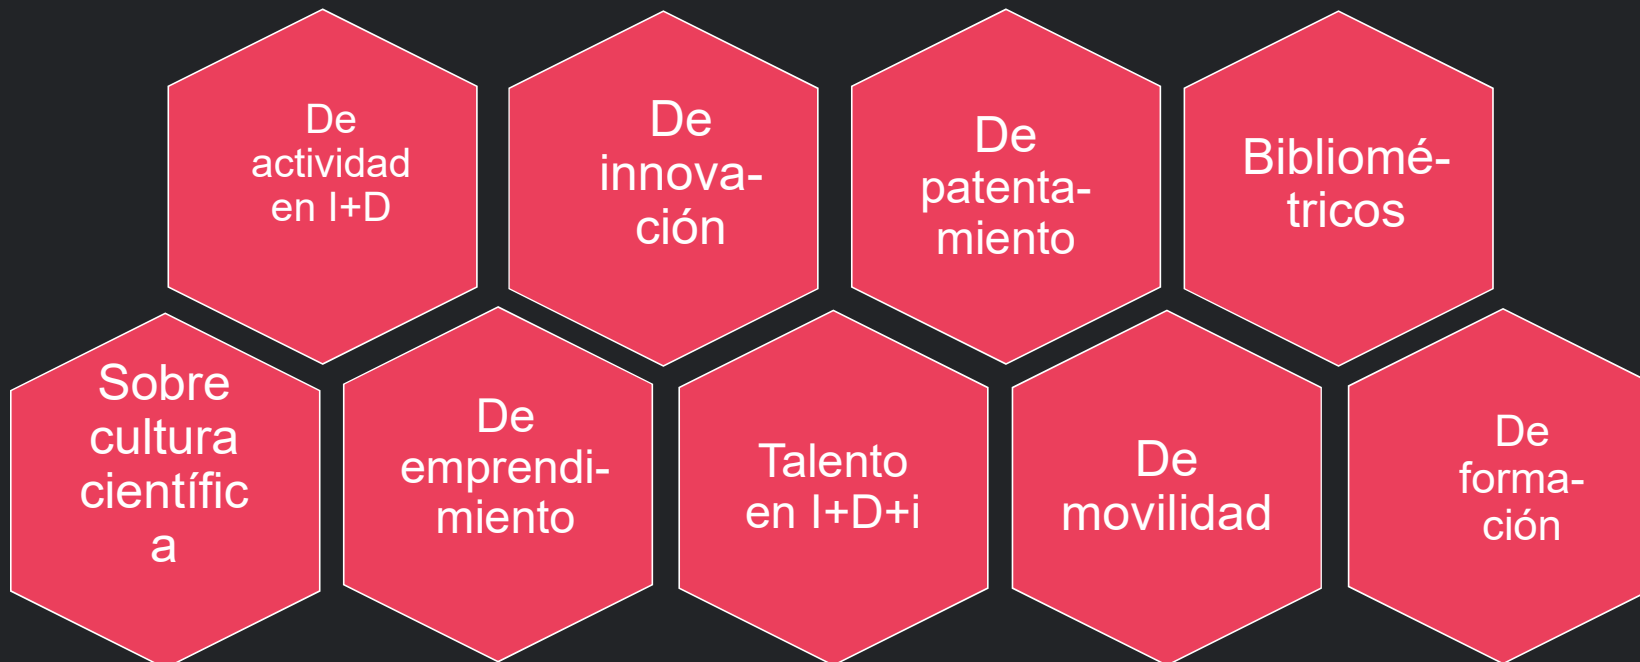 De
actividad
en I+D
De
innova-
ción
De
patenta-
miento
Bibliomé-
tricos
Sobre
cultura
científic
a
De
emprendi-
miento
Talento
en I+D+i
De
movilidad
De
forma-
ción